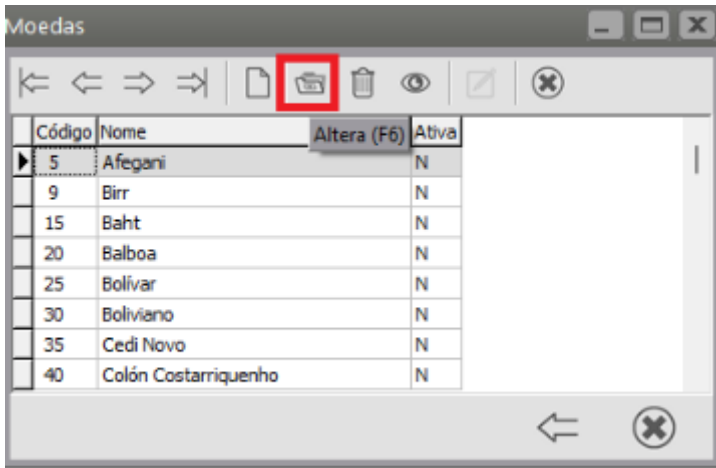 Moedas
Altera (F6)
Código Nome Ativa
5 Afegani N
9 Birr N
15 Baht N
20 Balboa N
25 Bolívar N
30 Boliviano N
35 Cedi Novo N
40 Colón Costarriquenho N